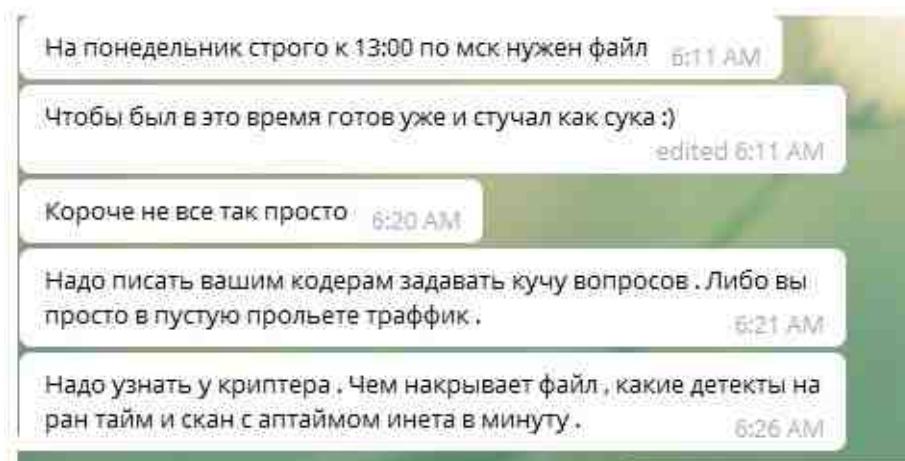 На понедельник строго к 13:00 по мск нужен файл 6:11 AM
Чтобы был в это время готов уже и стучал как сука :)
edited 6:11 AM
Короче не все так просто 6:20 AM
Надо писать вашим кодерам задавать кучу вопросов . Либо вы
просто в пустую прольете траффик . 6:21 AM
Надо узнать у криптера . Чем накрывает файл , какие детекты на
ран тайм и скан с аптаймом инета в минуту . 6:26 AM